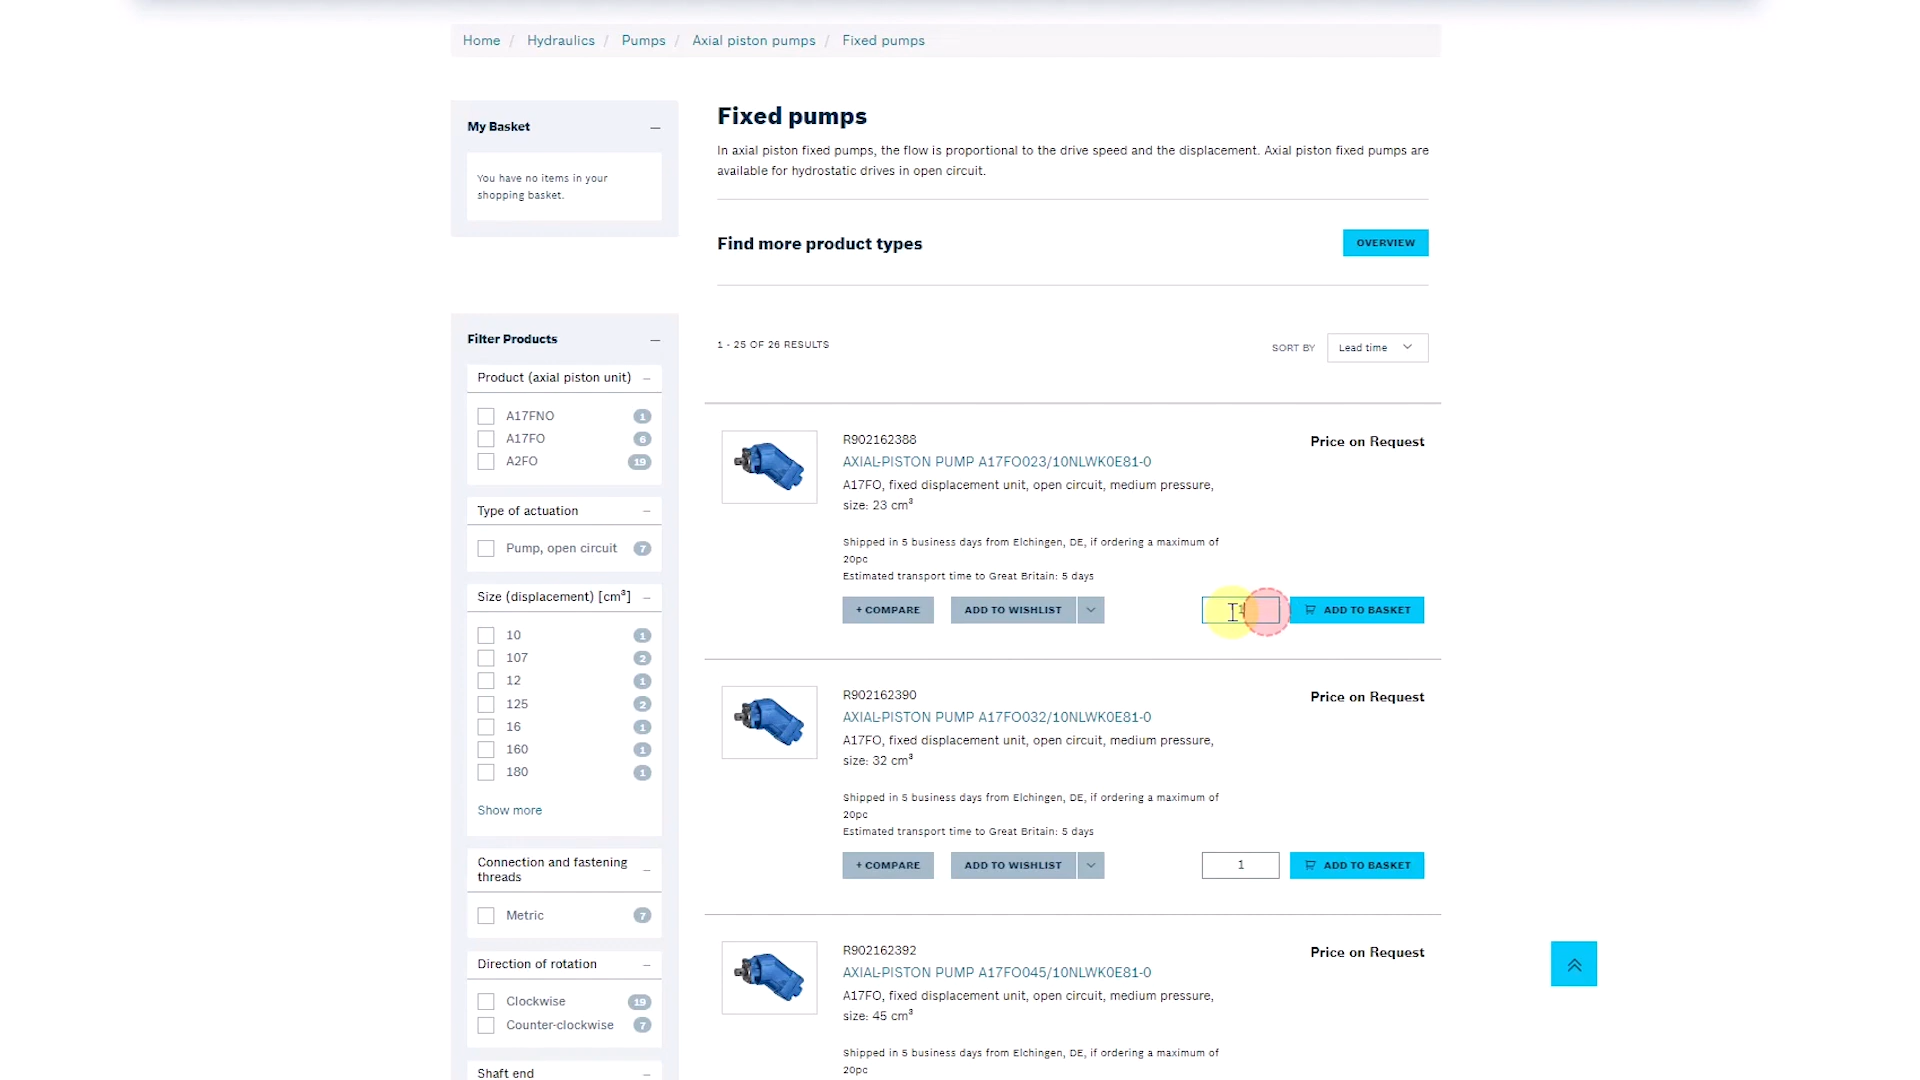 Home / Hydraulics / Pumps / Axial piston pumps / Fixed pumps
My Basket
You have no items in your
shopping basket.
Fixed pumps
In axial piston fixed pumps, the flow is proportional to the drive speed and the displacement. Axial piston fixed pumps are
available for hydrostatic drives in open circuit.
Find more product types
OVERVIEW
Filter Products
Product (axial piston unit)
A17FNO 1
A17FO 6
A2FO 19
Type of actuation
Pump, open circuit 7
Size (displacement) [cm³]
10 1
107 2
12 1
125 2
16 1
160 1
180 1
Show more
Connection and fastening
threads
Metric 7
Direction of rotation
Clockwise 19
Counter-clockwise 7
Shaft end
1 - 25 OF 26 RESULTS
SORT BY Lead time
R902162388
Price on Request
AXIAL-PISTON PUMP A17FO023/10NLWK0E81-0
A17FO, fixed displacement unit, open circuit, medium pressure,
size: 23 cm³
Shipped in 5 business days from Elchingen, DE, if ordering a maximum of
20pc
Estimated transport time to Great Britain: 5 days
+ COMPARE ADD TO WISHLIST 1 ADD TO BASKET
R902162390
Price on Request
AXIAL-PISTON PUMP A17FO032/10NLWK0E81-0
A17FO, fixed displacement unit, open circuit, medium pressure,
size: 32 cm³
Shipped in 5 business days from Elchingen, DE, if ordering a maximum of
20pc
Estimated transport time to Great Britain: 5 days
+ COMPARE ADD TO WISHLIST 1 ADD TO BASKET
R902162392
Price on Request
AXIAL-PISTON PUMP A17FO045/10NLWK0E81-0
A17FO, fixed displacement unit, open circuit, medium pressure,
size: 45 cm³
Shipped in 5 business days from Elchingen, DE, if ordering a maximum of
20pc